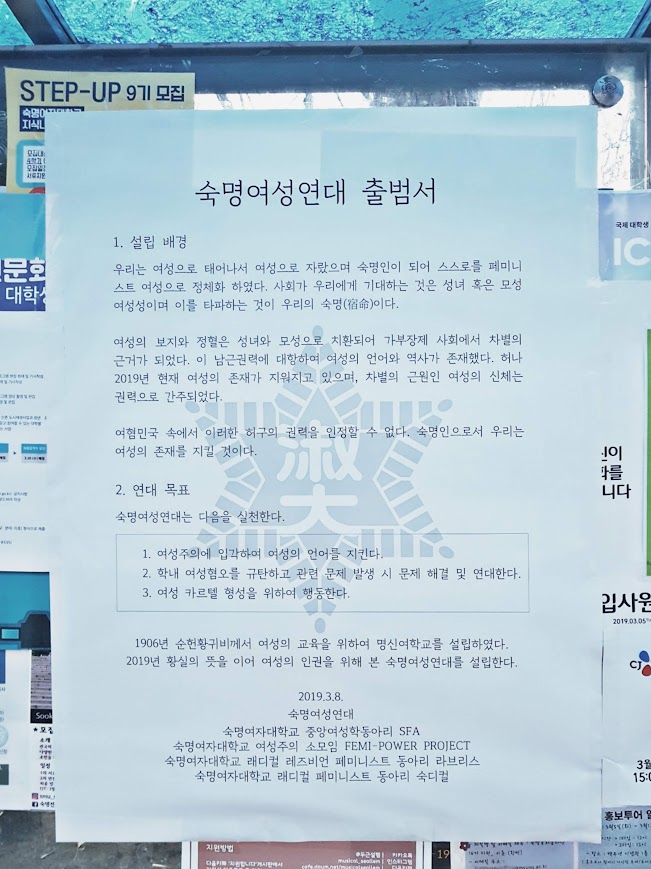 STEP-UP 9기 모집
숙명여성연대 출범서
1. 설립 배경
우리는 여성으로 태어나서 여성으로 자랐으며 숙명인이 되어 스스로를 페미니
스트 여성으로 정체화 하였다. 사회가 우리에게 기대하는 것은 성녀 혹은 모성
여성성이며 이를 타파하는 것이 우리의 숙명(宿命)이다.
여성의 보지와 정혈은 성녀와 모성으로 치환되어 가부장제 사회에서 차별의
근거가 되었다. 이 남근권력에 대항하여 여성의 언어와 역사가 존재했다. 허나
2019년 현재 여성의 존재가 지워지고 있으며, 차별의 근원인 여성의 신체는
권력으로 간주되었다.
여혐민국 속에서 이러한 허구의 권력을 인정할 수 없다. 숙명인으로서 우리는
여성의 존재를 지킬 것이다.
淑大
2. 연대 목표
숙명여성연대는 다음을 실천한다.
1. 여성주의에 입각하여 여성의 언어를 지킨다.
2. 학내 여성혐오를 규탄하고 관련 문제 발생 시 문제 해결 및 연대한다.
3. 여성 카르텔 형성을 위하여 행동한다.
1906년 순헌황귀비께서 여성의 교육을 위하여 명신여학교를 설립하였다.
2019년 황실의 뜻을 이어 여성의 인권을 위해 본 숙명여성연대를 설립한다.
2019.3.8.
숙명여성연대
숙명여자대학교 중앙여성학동아리 SFA
숙명여자대학교 여성주의 소모임 FEMI-POWER PROJECT
숙명여자대학교 래디컬 레즈비언 페미니스트 동아리 라브리스
숙명여자대학교 래디컬 페미니스트 동아리 숙디컬
국제 대학생
IC
입사원
2019.03.05
CJ
3월
15:0
지원방법
19